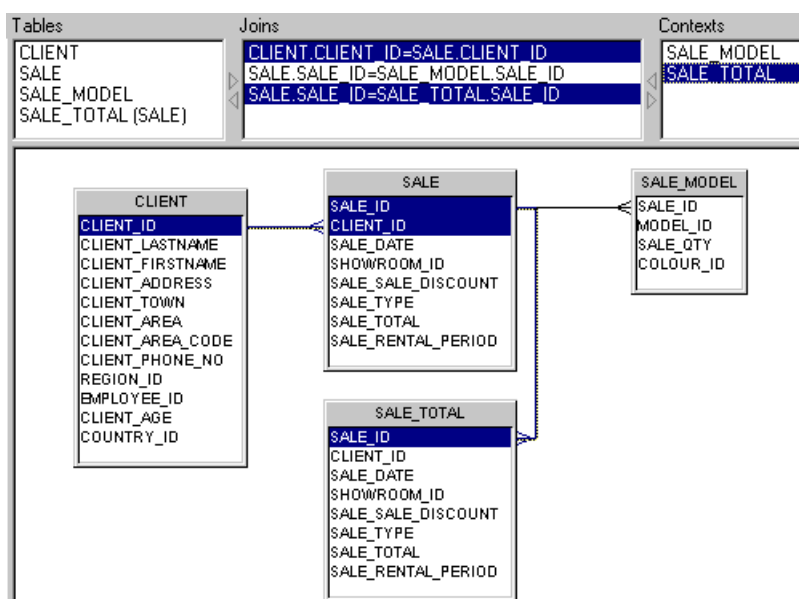 Tables
Joins
Contexts
CLIENT
SALE
SALE_MODEL
SALE_TOTAL (SALE)
CLIENT.CLIENT_ID=SALE.CLIENT_ID
SALE.SALE_ID=SALE_MODEL.SALE_ID
SALE.SALE_ID=SALE_TOTAL.SALE_ID
SALE_MODEL
SALE_TOTAL
CLIENT
CLIENT_ID
CLIENT_LASTNAME
CLIENT_FIRSTNAME
CLIENT_ADDRESS
CLIENT_TOWN
CLIENT_AREA
CLIENT_AREA_CODE
CLIENT_PHONE_NO
REGION_ID
EMPLOYEE_ID
CLIENT_AGE
COUNTRY_ID
SALE
SALE_ID
CLIENT_ID
SALE_DATE
SHOWROOM_ID
SALE_SALE_DISCOUNT
SALE_TYPE
SALE_TOTAL
SALE_RENTAL_PERIOD
SALE_MODEL
SALE_ID
MODEL_ID
SALE_QTY
COLOUR_ID
SALE_TOTAL
SALE_ID
CLIENT_ID
SALE_DATE
SHOWROOM_ID
SALE_SALE_DISCOUNT
SALE_TYPE
SALE_TOTAL
SALE_RENTAL_PERIOD